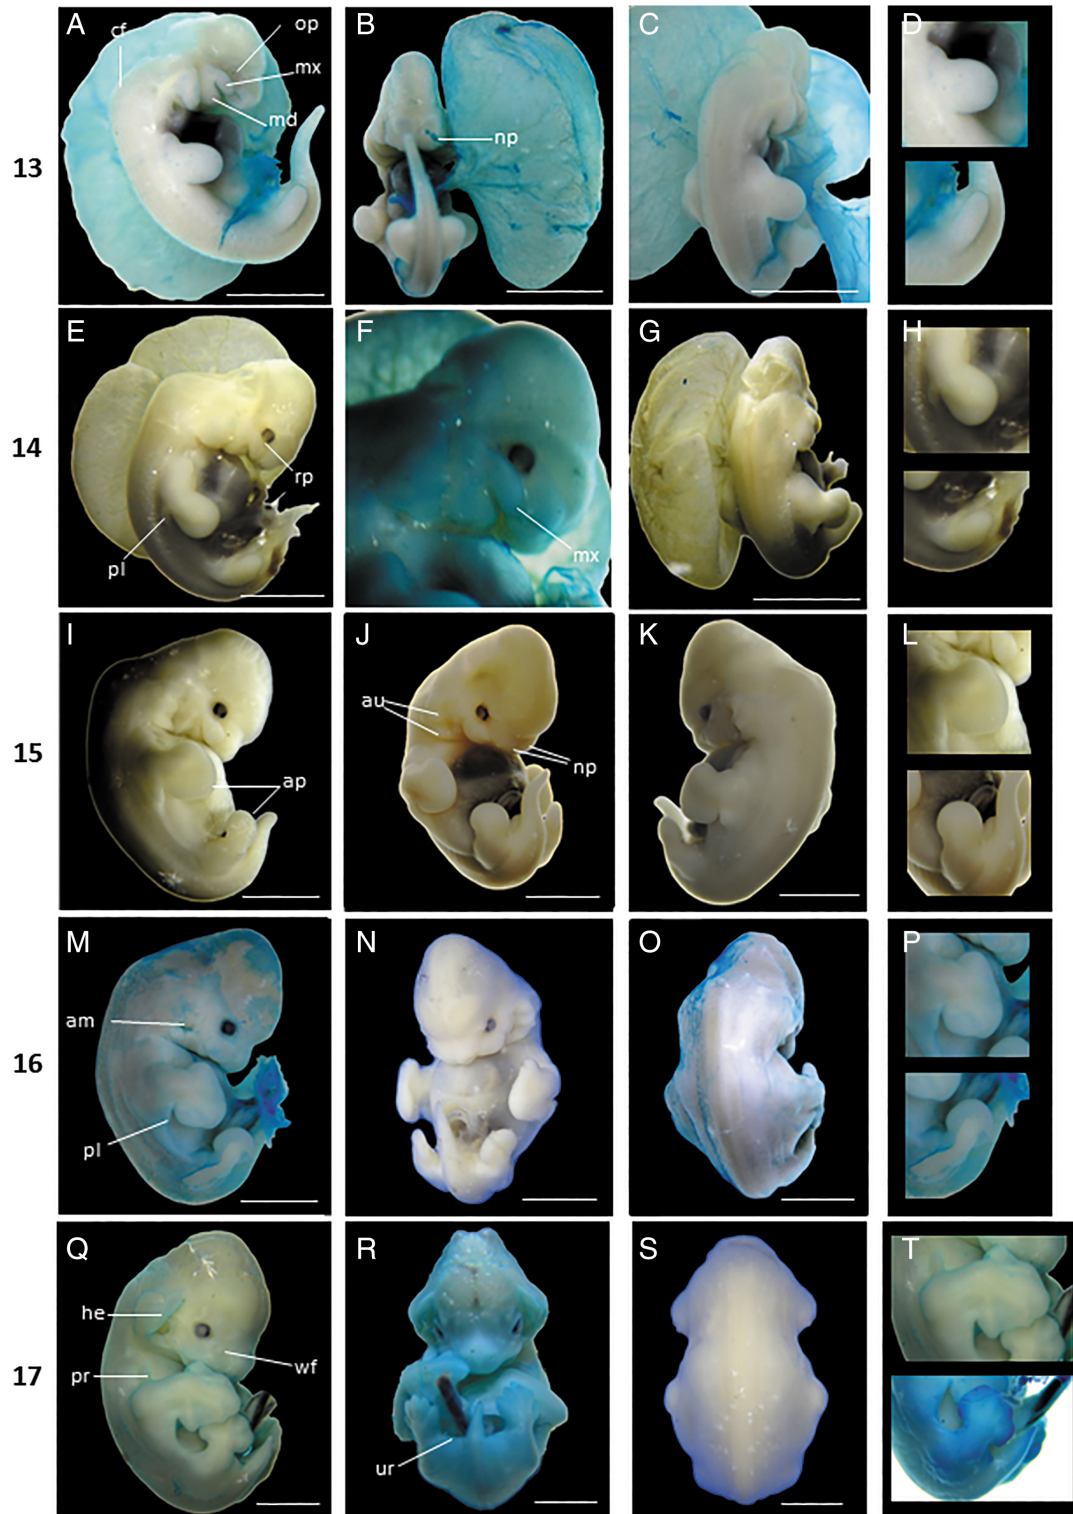 A
cf
op
mx
md
B
np
C
D
13
E
rp
pl
F
mx
G
H
14
I
ap
J
au
np
K
L
15
M
am
pl
N
O
P
16
Q
he
wf
pr
R
ur
S
T
17